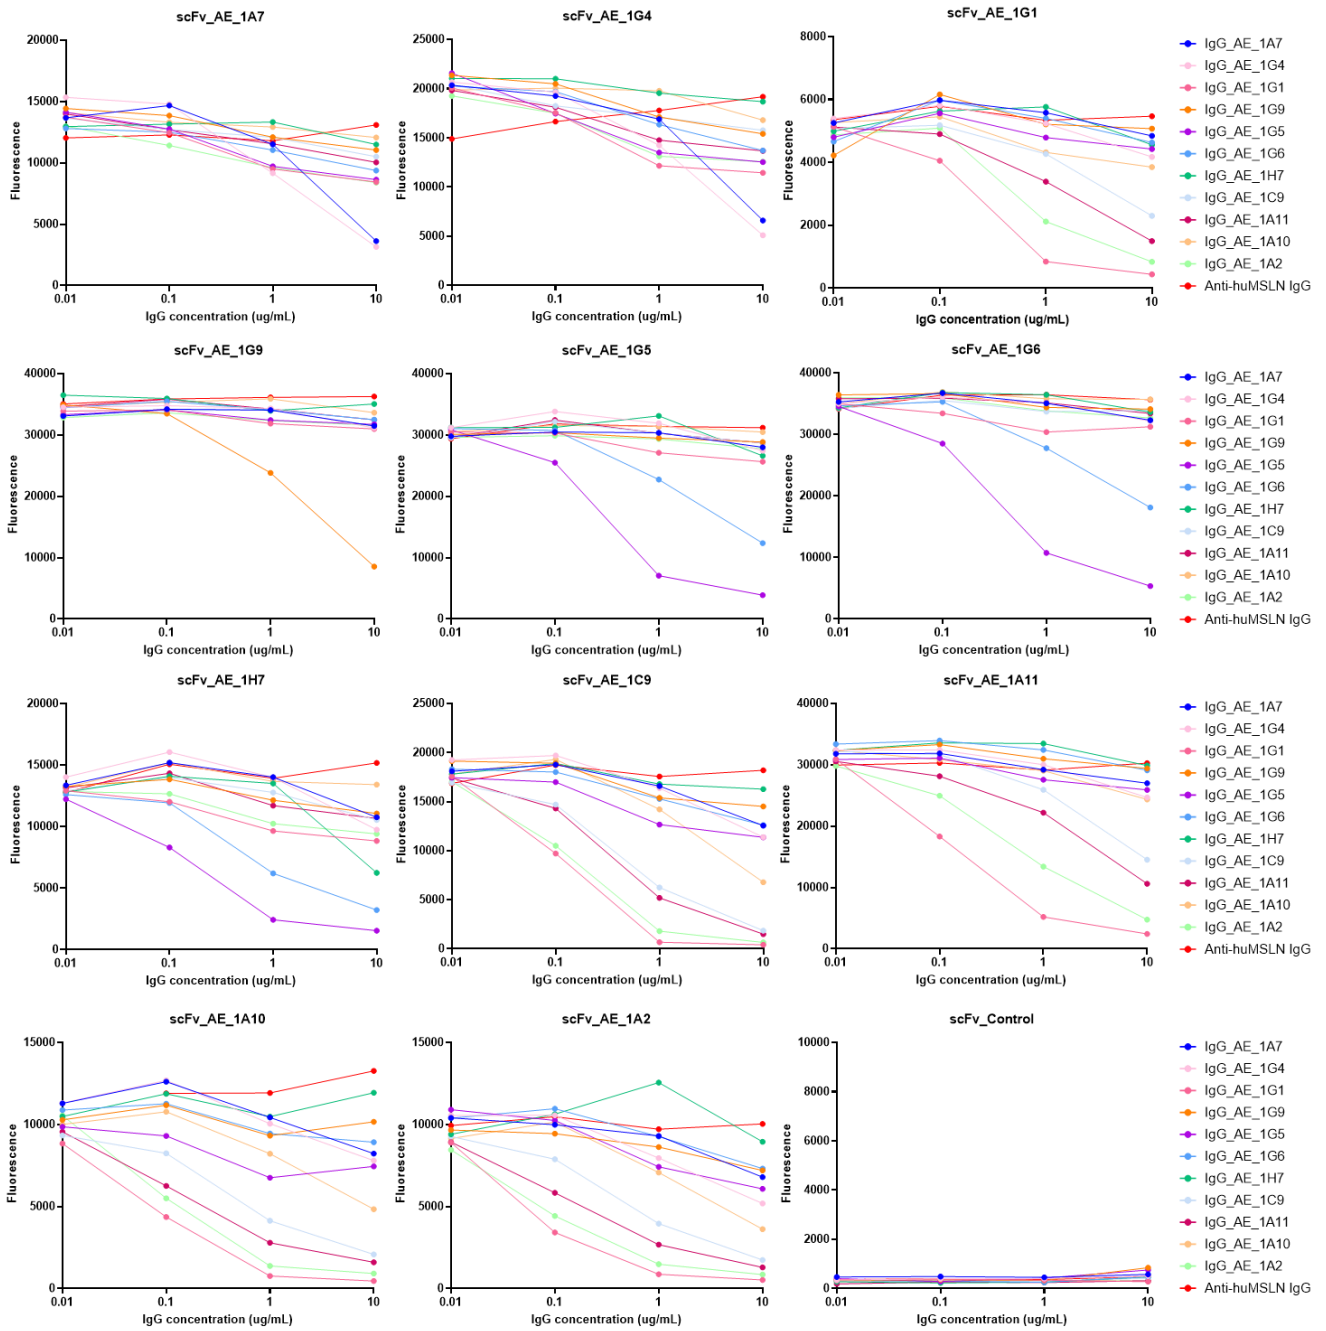 scFv_AE_1A7
20000
15000
10000
5000
0
Fluorescence
0.01 0.1 1 10
IgG concentration (ug/mL)
scFv_AE_1G4
25000
20000
15000
10000
5000
0
Fluorescence
0.01 0.1 1 10
IgG concentration (ug/mL)
scFv_AE_1G1
8000
6000
4000
2000
0
Fluorescence
0.01 0.1 1 10
IgG concentration (ug/mL)
IgG_AE_1A7
IgG_AE_1G4
IgG_AE_1G1
IgG_AE_1G9
IgG_AE_1G5
IgG_AE_1G6
IgG_AE_1H7
IgG_AE_1C9
IgG_AE_1A11
IgG_AE_1A10
IgG_AE_1A2
Anti-huMSLN IgG
scFv_AE_1G9
40000
30000
20000
10000
0
Fluorescence
0.01 0.1 1 10
IgG concentration (ug/mL)
scFv_AE_1G5
40000
30000
20000
10000
0
Fluorescence
0.01 0.1 1 10
IgG concentration (ug/mL)
scFv_AE_1G6
40000
30000
20000
10000
0
Fluorescence
0.01 0.1 1 10
IgG concentration (ug/mL)
IgG_AE_1A7
IgG_AE_1G4
IgG_AE_1G1
IgG_AE_1G9
IgG_AE_1G5
IgG_AE_1G6
IgG_AE_1H7
IgG_AE_1C9
IgG_AE_1A11
IgG_AE_1A10
IgG_AE_1A2
Anti-huMSLN IgG
scFv_AE_1H7
20000
15000
10000
5000
0
Fluorescence
0.01 0.1 1 10
IgG concentration (ug/mL)
scFv_AE_1C9
25000
20000
15000
10000
5000
0
Fluorescence
0.01 0.1 1 10
IgG concentration (ug/mL)
scFv_AE_1A11
40000
30000
20000
10000
0
Fluorescence
0.01 0.1 1 10
IgG concentration (ug/mL)
IgG_AE_1A7
IgG_AE_1G4
IgG_AE_1G1
IgG_AE_1G9
IgG_AE_1G5
IgG_AE_1G6
IgG_AE_1H7
IgG_AE_1C9
IgG_AE_1A11
IgG_AE_1A10
IgG_AE_1A2
Anti-huMSLN IgG
scFv_AE_1A10
15000
10000
5000
0
Fluorescence
0.01 0.1 1 10
IgG concentration (ug/mL)
scFv_AE_1A2
15000
10000
5000
0
Fluorescence
0.01 0.1 1 10
IgG concentration (ug/mL)
scFv_Control
10000
8000
6000
4000
2000
0
Fluorescence
0.01 0.1 1 10
IgG concentration (ug/mL)
IgG_AE_1A7
IgG_AE_1G4
IgG_AE_1G1
IgG_AE_1G9
IgG_AE_1G5
IgG_AE_1G6
IgG_AE_1H7
IgG_AE_1C9
IgG_AE_1A11
IgG_AE_1A10
IgG_AE_1A2
Anti-huMSLN IgG